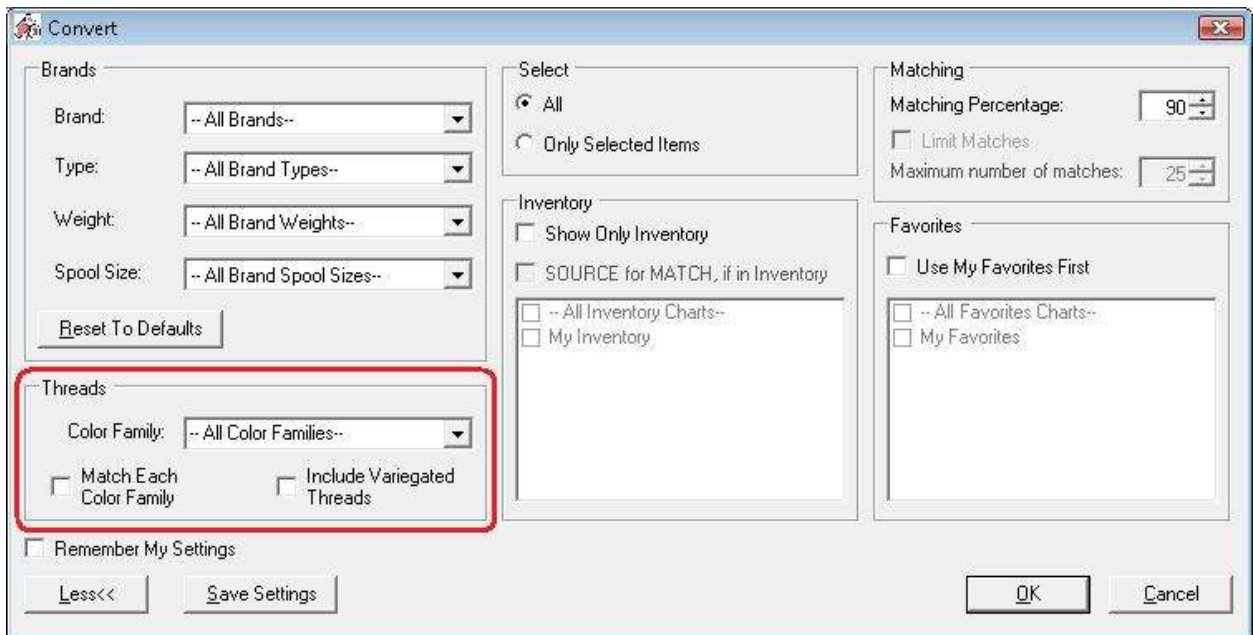 Convert
Brands
Brand: -- All Brands--
Type: -- All Brand Types--
Weight: -- All Brand Weights--
Spool Size: -- All Brand Spool Sizes--
Reset To Defaults
Threads
Color Family: -- All Color Families--
Match Each
Color Family
Include Variegated
Threads
Remember My Settings
Less<<
Save Settings
Select
All
Only Selected Items
Inventory
Show Only Inventory
SOURCE for MATCH, if in Inventory
-- All Inventory Charts--
My Inventory
Matching
Matching Percentage: 90
Limit Matches
Maximum number of matches: 25
Favorites
Use My Favorites First
-- All Favorites Charts--
My Favorites
OK
Cancel